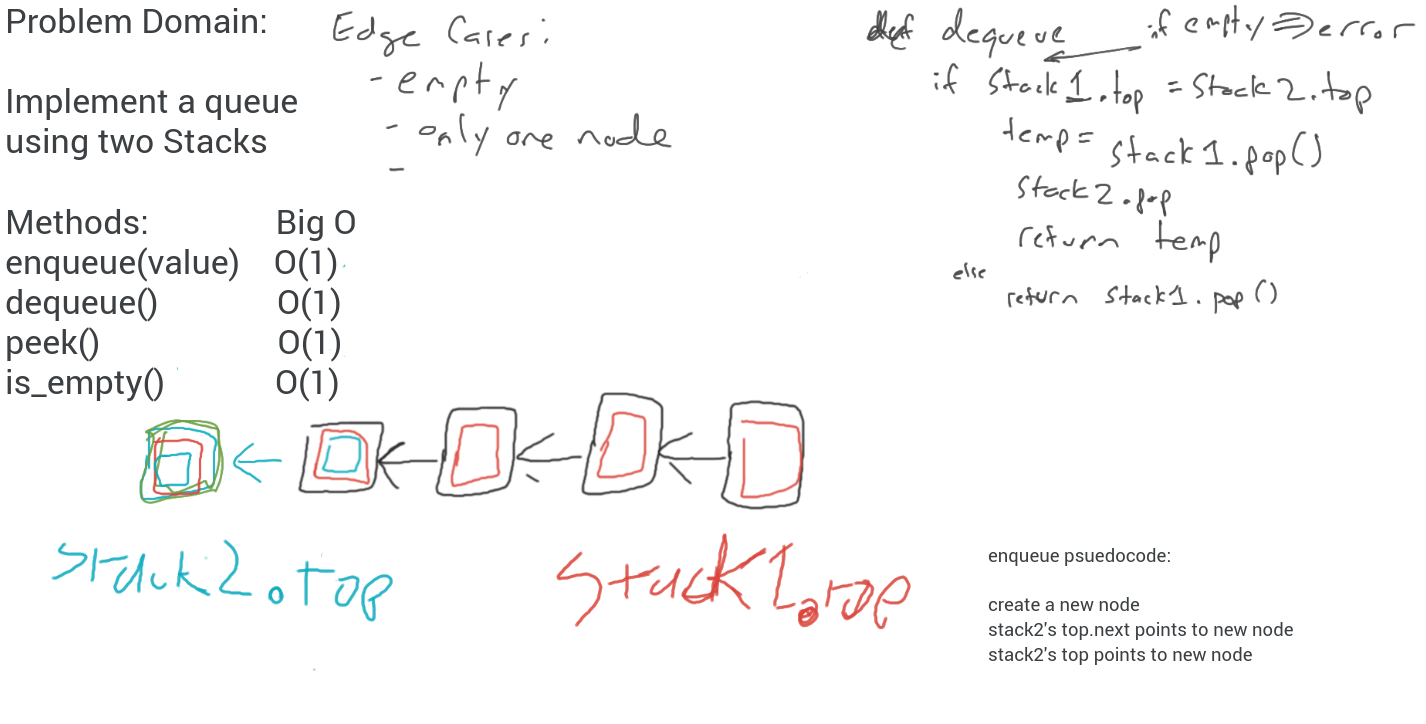 Problem Domain:
Implement a queue
using two Stacks
Edge Cases:
- empty
- only one node
-
Methods: Big O
enqueue(value) O(1)
dequeue() O(1)
peek() O(1)
is_empty() O(1)
def dequeue if empty => error
if Stack1.top = Stack2.top
temp = Stack1.pop()
Stack2.pop
return temp
else
return Stack1.pop()
Stack2.top
Stack1.top
enqueue psuedocode:
create a new node
stack2's top.next points to new node
stack2's top points to new node